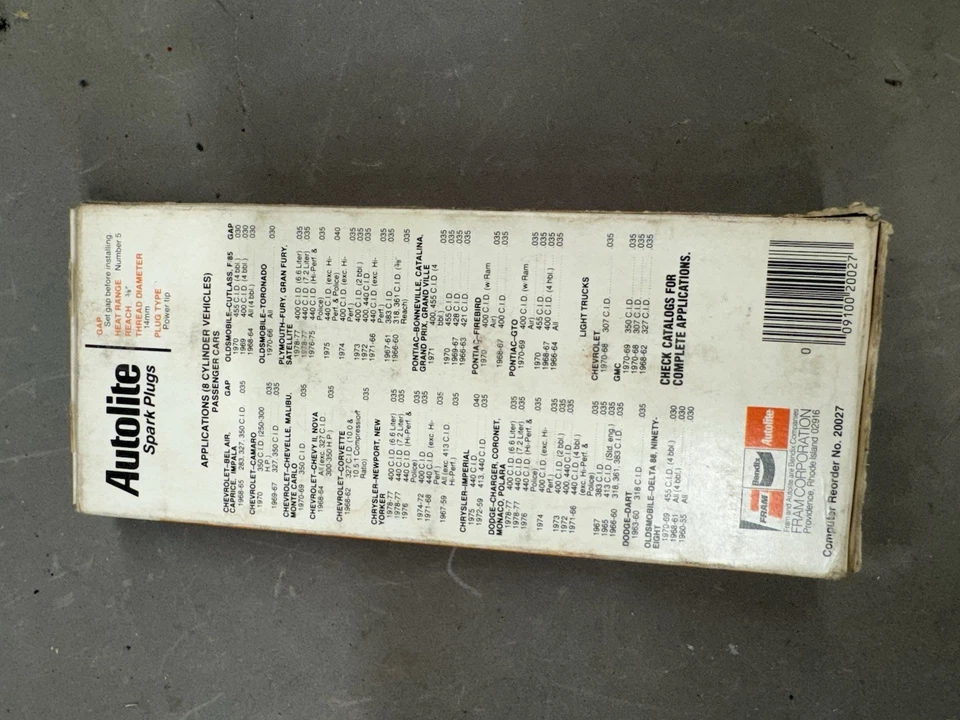 Autolite
Spark Plugs
GAP
Set gap before installing.
HEAT RANGE Number 5
REACH 3/8"
THREAD DIAMETER
14mm
PLUG TYPE
Power tip
APPLICATIONS (8 CYLINDER VEHICLES)
PASSENGER CARS
GAP
CHEVROLET–BEL AIR,
CAPRICE, IMPALA
1968-65 283, 327, 350 C.I.D. .035
CHEVROLET–CAMARO
1970 350 C.I.D. (250-300
H.P.) .035
1969-67 327, 350 C.I.D. .035
CHEVROLET–CHEVELLE, MALIBU,
MONTE CARLO
1970-69 350 C.I.D. .035
CHEVROLET–CHEVY II, NOVA
1968-64 All (exc. 327 C.I.D.
300-350 H.P.) .035
CHEVROLET–CORVETTE
1968-62 327 C.I.D. (10.0 &
10.5:1 Compression
Ratio) .035
CHRYSLER–NEWPORT, NEW
YORKER
1978-77 400 C.I.D. (6.6 Liter) .035
1978-77 440 C.I.D. (7.2 Liter) .035
1976 440 C.I.D. (Hi-Perf. &
Police) .035
1974-72 400 C.I.D. .035
1971-68 440 C.I.D. (exc. Hi-
Perf.) .035
1967-59 All (exc. 413 C.I.D.
Hi-Perf.) .035
CHRYSLER–IMPERIAL
1975 440 C.I.D. .040
1972-59 413, 440 C.I.D. .035
DODGE–CHARGER, CORONET,
MONACO, POLARA
1976-77 400 C.I.D. (6.6 Liter) .035
1978-77 440 C.I.D. (7.2 Liter) .035
1976 440 C.I.D. (Hi-Perf. &
Police) .035
1974 400 C.I.D. (exc. Hi-
Perf.) .035
1973 400 C.I.D. (2 bbl.) .035
1972 400, 440 C.I.D. .035
1971-66 440 C.I.D. (4 bbl.)
(exc. Hi-Perf. &
Police) .035
1967 383 C.I.D. .035
1965 413 C.I.D. (Std. eng.) .035
1966-60 318, 361, 383 C.I.D. .035
DODGE–DART
1963-60 318 C.I.D. .035
OLDSMOBILE–DELTA 88, NINETY-
EIGHT
1970-69 455 C.I.D. (4 bbl.) .030
1968-61 All (4 bbl.) .030
1960-55 All .030
GAP
OLDSMOBILE–CUTLASS, F/85
1970 455 C.I.D. (4 bbl.) .030
1969 400 C.I.D. (4 bbl.) .030
1968-64 All (4 bbl.) .030
OLDSMOBILE–TORONADO
1970-66 All .030
PLYMOUTH–FURY, GRAN FURY,
SATELLITE
1978-77 400 C.I.D. (6.6 Liter) .035
1978-77 440 C.I.D. (7.2 Liter) .035
1976-75 440 C.I.D. (Hi-Perf. &
Police) .035
1975 440 C.I.D. (exc. Hi-
Perf. & Police) .040
1974 400 C.I.D. (exc. Hi-
Perf.) .035
1973 400 C.I.D. (2 bbl.) .035
1972 400, 440 C.I.D. .035
1971-66 440 C.I.D. (exc. Hi-
Perf.) .035
1967-61 383 C.I.D. .035
1966-60 318, 361 C.I.D. (3/8"
Reach) .035
PONTIAC–BONNEVILLE, CATALINA,
GRAND PRIX, GRAND VILLE
1971 400, 455 C.I.D. (4
bbl.) .035
1970 455 C.I.D. .035
1969-67 428 C.I.D. .035
1966-63 421 C.I.D. .035
PONTIAC–FIREBIRD
1970 400 C.I.D. (w/Ram
Air) .035
1968-67 400 C.I.D. .035
PONTIAC–GTO
1970-69 400 C.I.D. (w/Ram
Air) .035
1970 455 C.I.D. .035
1968-67 400 C.I.D. (4 bbl.) .035
1966-64 All .035
LIGHT TRUCKS
CHEVROLET
1970-68 307 C.I.D. .035
GMC
1970-69 350 C.I.D. .035
1970-68 307 C.I.D. .035
1968-62 327 C.I.D. .035
CHECK CATALOGS FOR
COMPLETE APPLICATIONS.
FRAM
Bendix
Autolite
Fram and Autolite are Bendix Companies
FRAM CORPORATION
Providence, Rhode Island 02916
Computer Reorder No. 20027
0 09100 20027